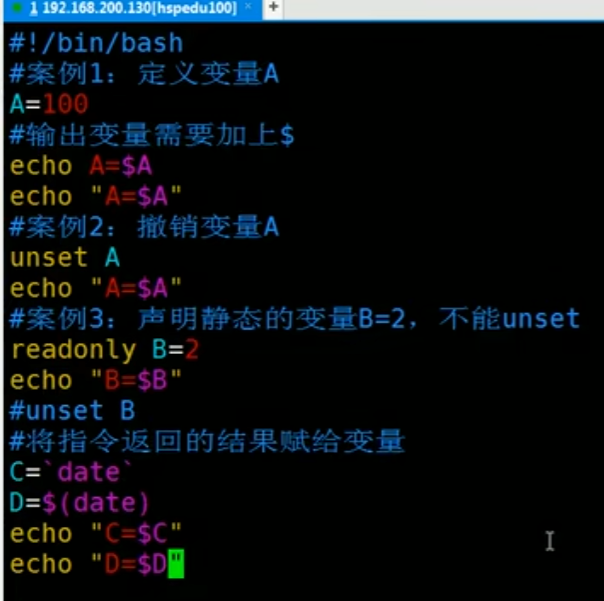 1 192.168.200.130[hspedu100] × +
#!/bin/bash
#案例1：定义变量A
A=100
#输出变量需要加上$
echo A=$A
echo "A=$A"
#案例2：撤销变量A
unset A
echo "A=$A"
#案例3：声明静态的变量B=2，不能unset
readonly B=2
echo "B=$B"
#unset B
#将指令返回的结果赋给变量
C=`date`
D=$(date)
echo "C=$C"
echo "D=$D"